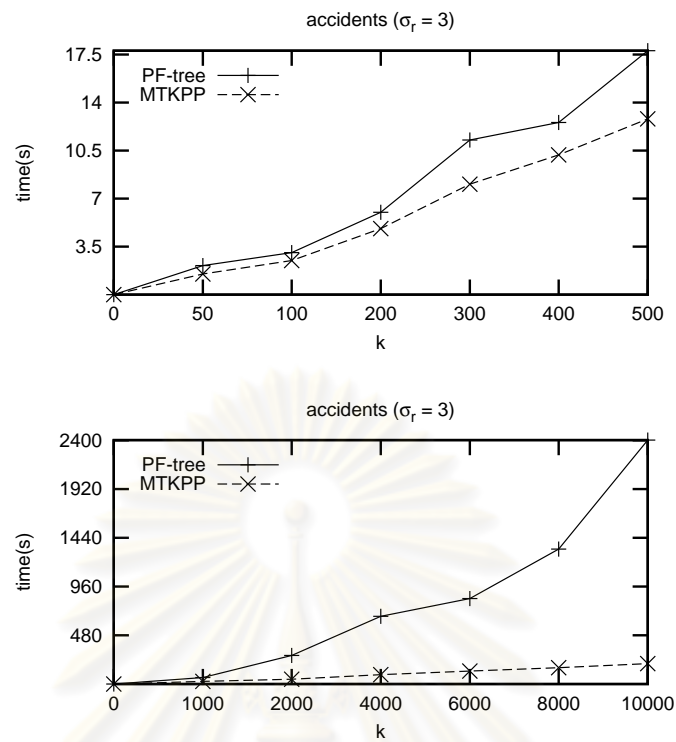 accidents (σr = 3)
17.5
14
10.5
7
3.5
time(s)
PF-tree
MTKPP
0 50 100 200 300 400 500
k
accidents (σr = 3)
2400
1920
1440
960
480
time(s)
PF-tree
MTKPP
0 1000 2000 4000 6000 8000 10000
k